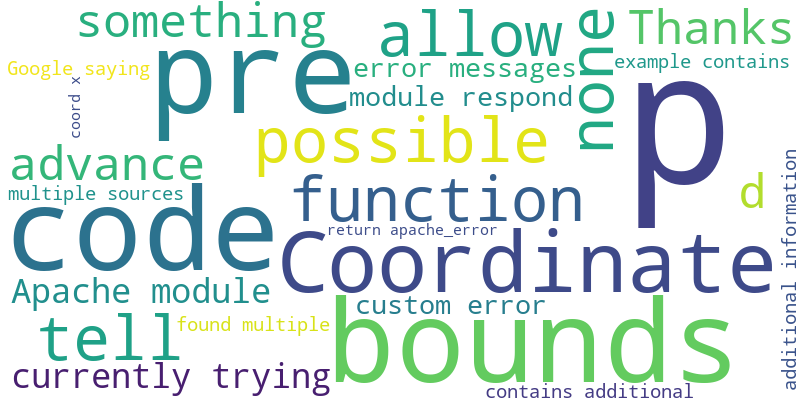 something
allow
Thanks
Google saying
pre
error messages
none
example contains
coord x
module respond
p
possible
advance
multiple sources
function
d
additional information
code
return apache_error
Coordinate
Apache module
custom error
bounds
tell
found multiple
currently trying
contains additional